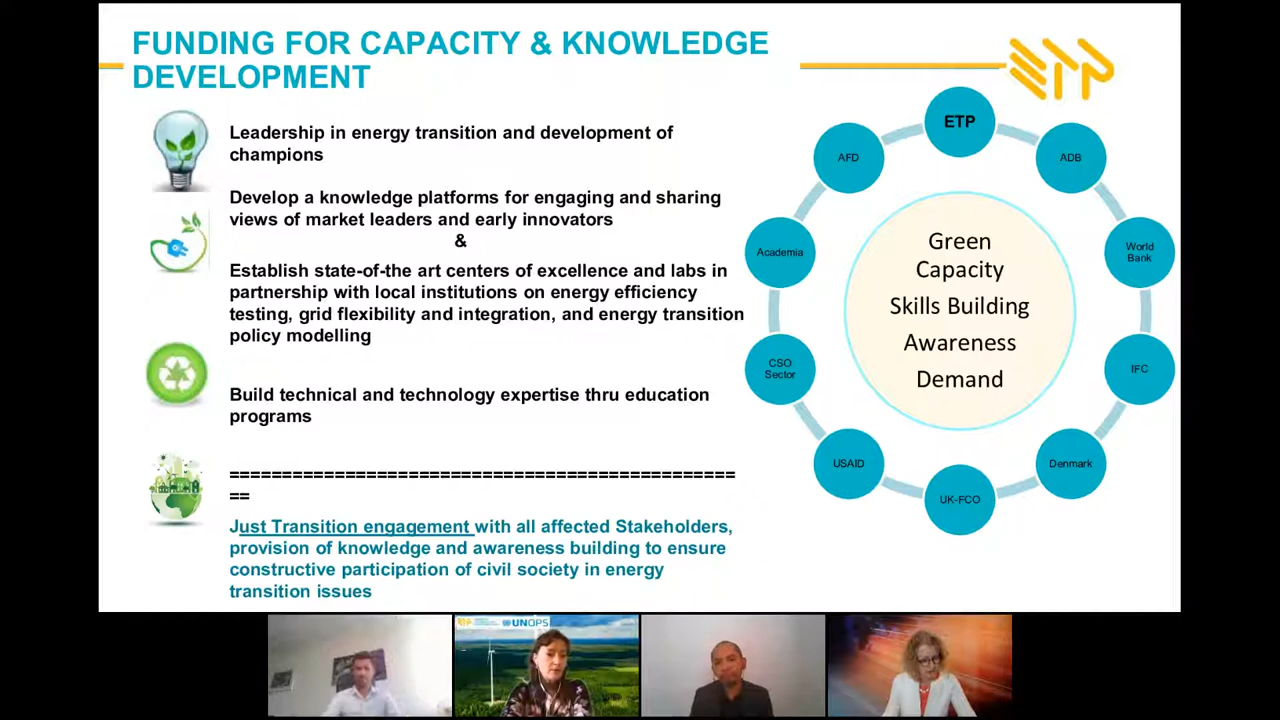 FUNDING FOR CAPACITY & KNOWLEDGE
DEVELOPMENT
ETP
Leadership in energy transition and development of
champions
Develop a knowledge platforms for engaging and sharing
views of market leaders and early innovators
&
Establish state-of-the art centers of excellence and labs in
partnership with local institutions on energy efficiency
testing, grid flexibility and integration, and energy transition
policy modelling
Build technical and technology expertise thru education
programs
================================================
==
Just Transition engagement with all affected Stakeholders,
provision of knowledge and awareness building to ensure
constructive participation of civil society in energy
transition issues
ETP
ADB
World
Bank
IFC
Denmark
UK-FCO
USAID
CSO
Sector
Academia
AFD
Green
Capacity
Skills Building
Awareness
Demand
UNOPS